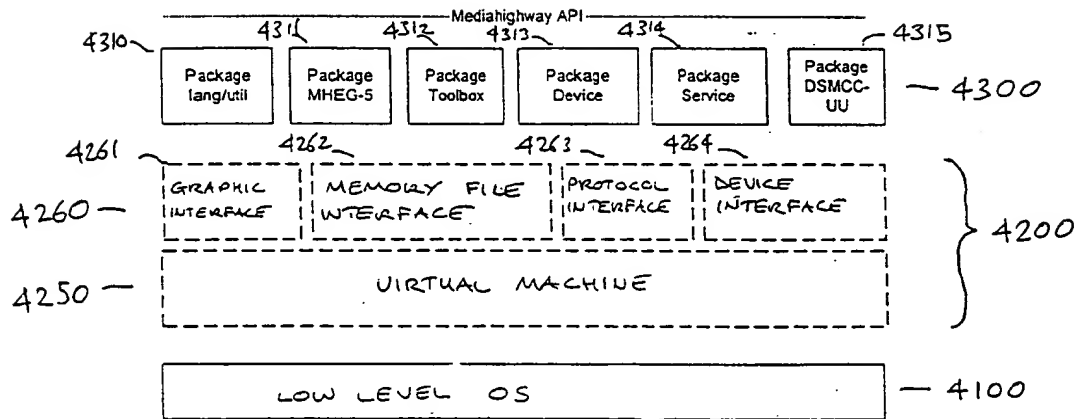 Mediahighway API
4310
4311
4312
4313
4314
4315
Package
lang/util
Package
MHEG-5
Package
Toolbox
Package
Device
Package
Service
Package
DSMCC-
UU
4300
4261
4262
4263
4264
4260
GRAPHIC
INTERFACE
MEMORY FILE
INTERFACE
PROTOCOL
INTERFACE
DEVICE
INTERFACE
4200
4250
VIRTUAL MACHINE
LOW LEVEL OS
4100